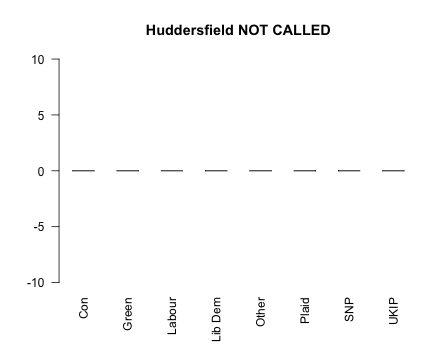 Huddersfield NOT CALLED
10
5
0
-5
-10
Con
Green
Labour
Lib Dem
Other
Plaid
SNP
UKIP